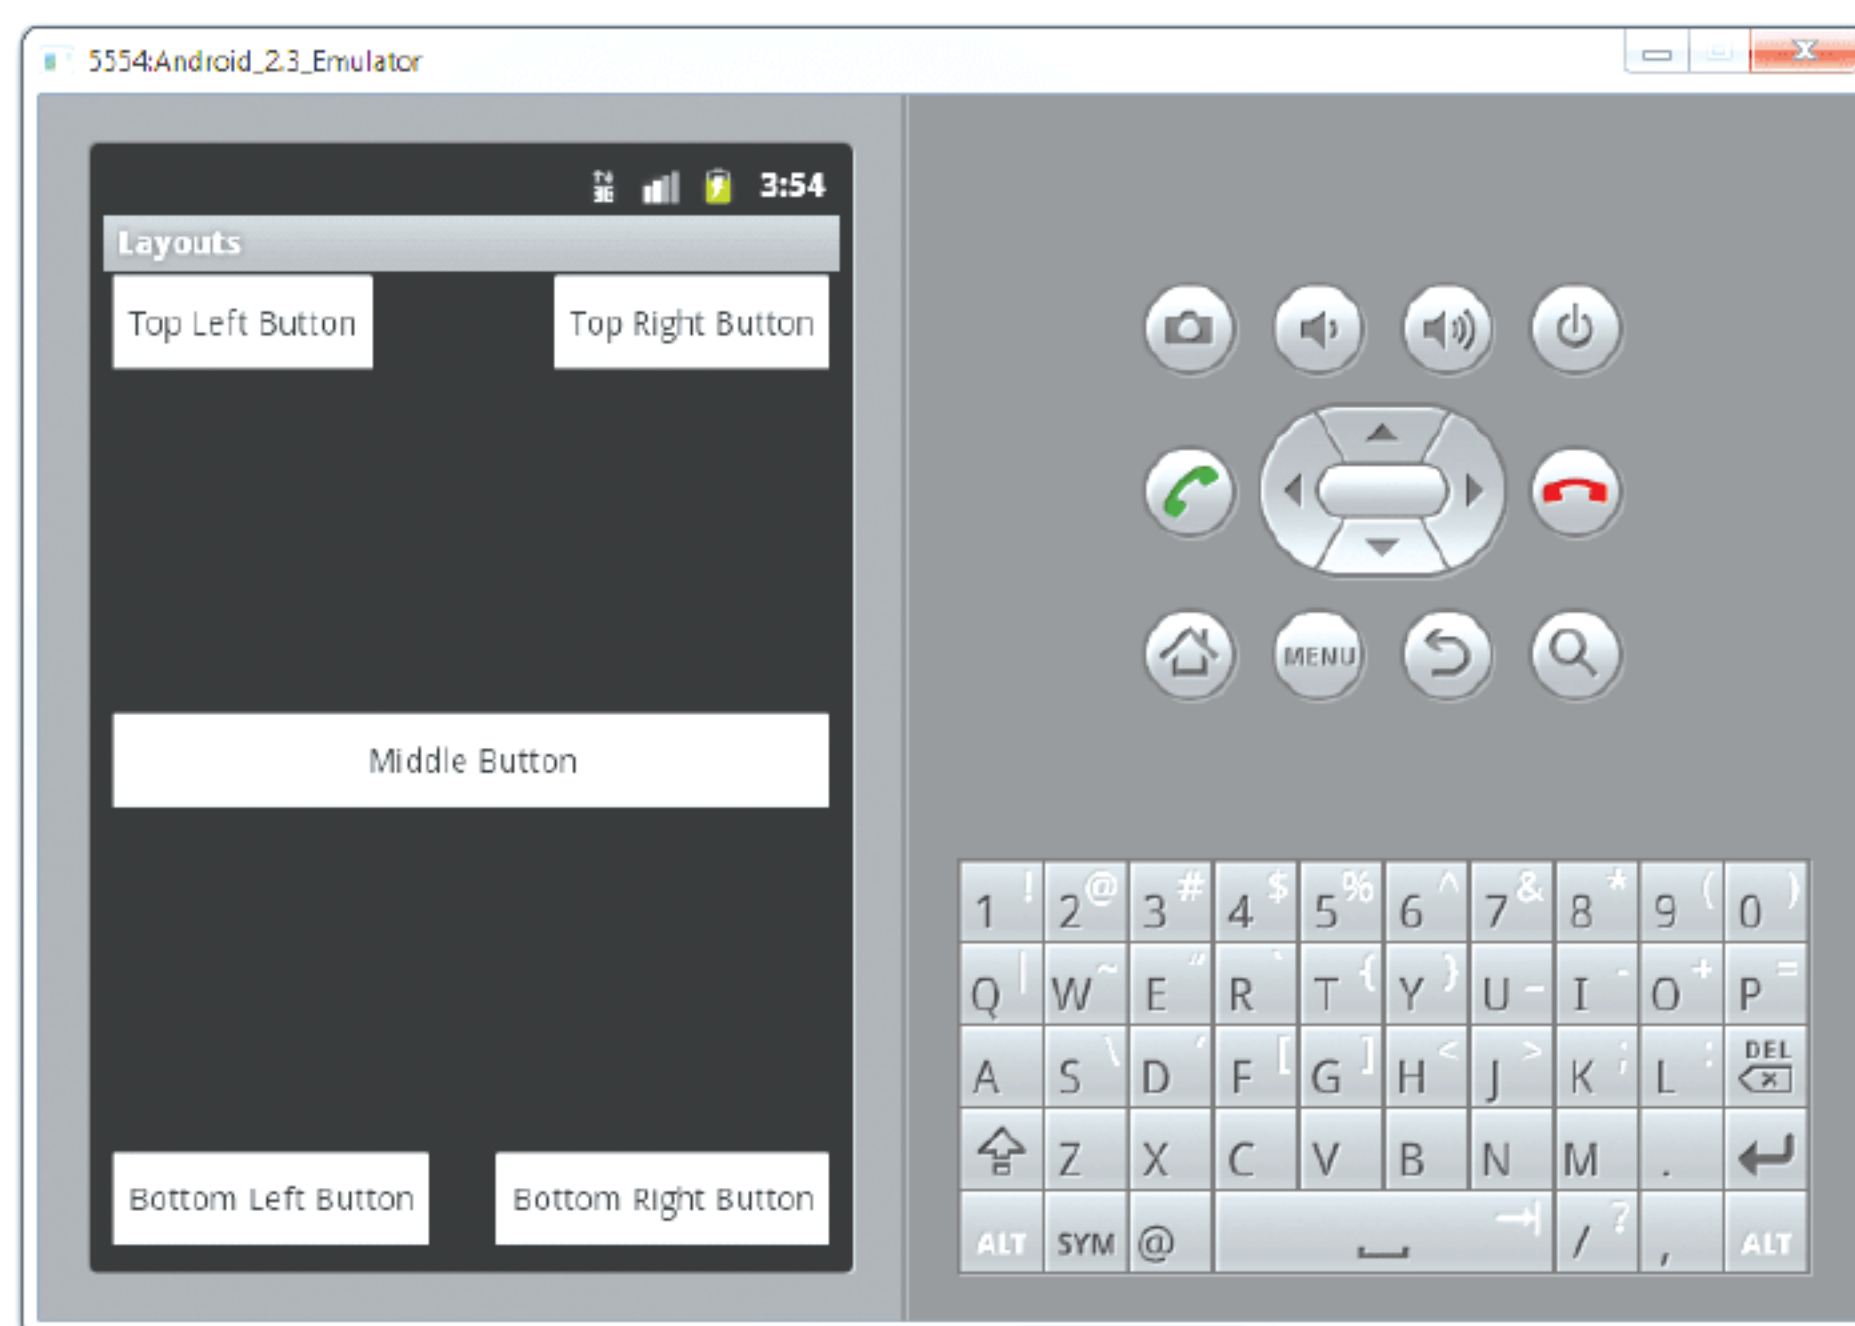 5554:Android_2.3_Emulator
3G 3:54
Layouts
Top Left Button Top Right Button
Middle Button
Bottom Left Button Bottom Right Button
MENU
1 ! 2 @ 3 # 4 $ 5 % 6 ^ 7 & 8 * 9 ( 0 )
Q | W ~ E " R ` T { Y } U _ I - O + P =
A S \ D ' F [ G ] H < J > K ; L : DEL
Z X C V B N M .
ALT SYM @ / ? , ALT